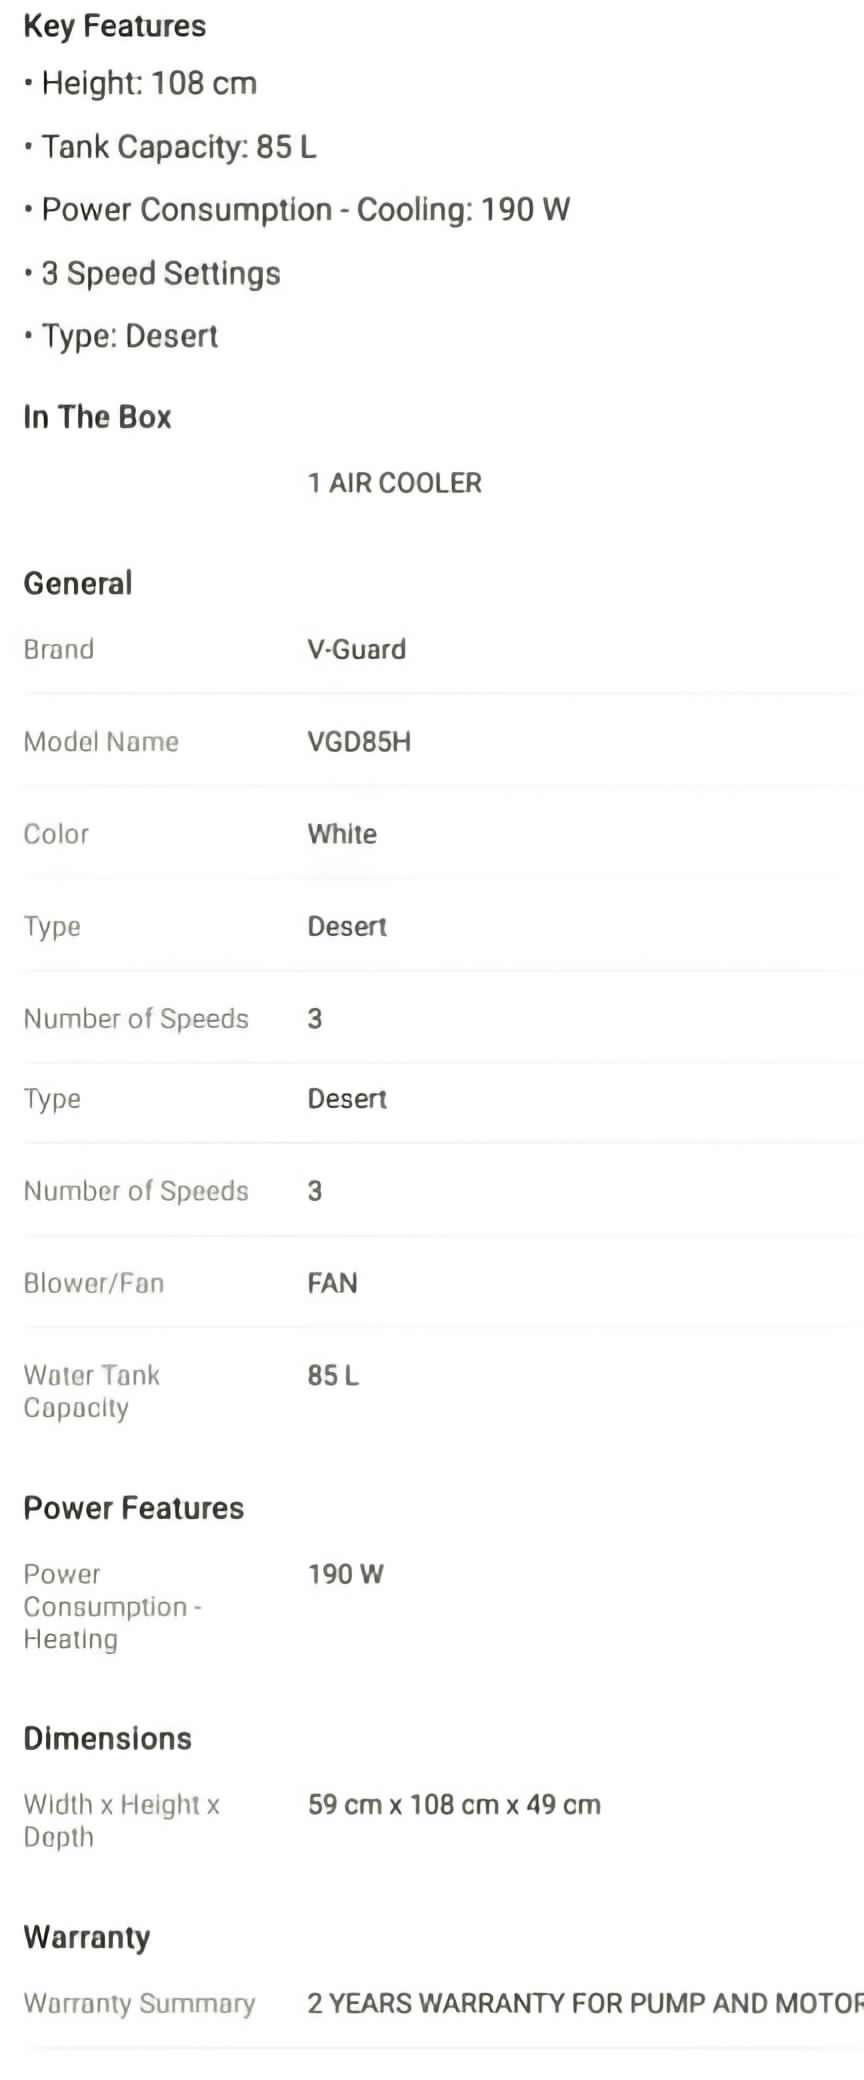 Key Features
• Height: 108 cm
• Tank Capacity: 85 L
• Power Consumption - Cooling: 190 W
• 3 Speed Settings
• Type: Desert
In The Box
1 AIR COOLER
General
Brand V-Guard
Model Name VGD85H
Color White
Type Desert
Number of Speeds 3
Type Desert
Number of Speeds 3
Blower/Fan FAN
Water Tank 85 L
Capacity
Power Features
Power 190 W
Consumption -
Heating
Dimensions
Width x Height x 59 cm x 108 cm x 49 cm
Depth
Warranty
Warranty Summary 2 YEARS WARRANTY FOR PUMP AND MOTOR